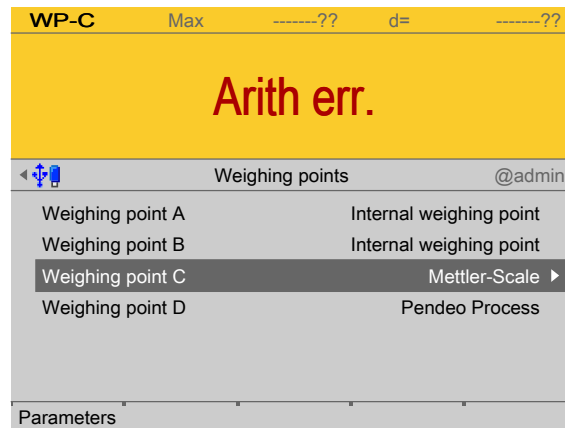 WP-C Max -------?? d= -------??
Arith err.
Weighing points @admin
Weighing point A Internal weighing point
Weighing point B Internal weighing point
Weighing point C Mettler-Scale
Weighing point D Pendeo Process
Parameters